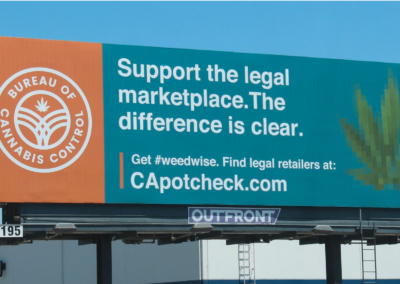 BUREAU OF
CANNABIS CONTROL
Support the legal
marketplace.The
difference is clear.
Get #weedwise. Find legal retailers at:
CApotcheck.com
OUTFRONT
195